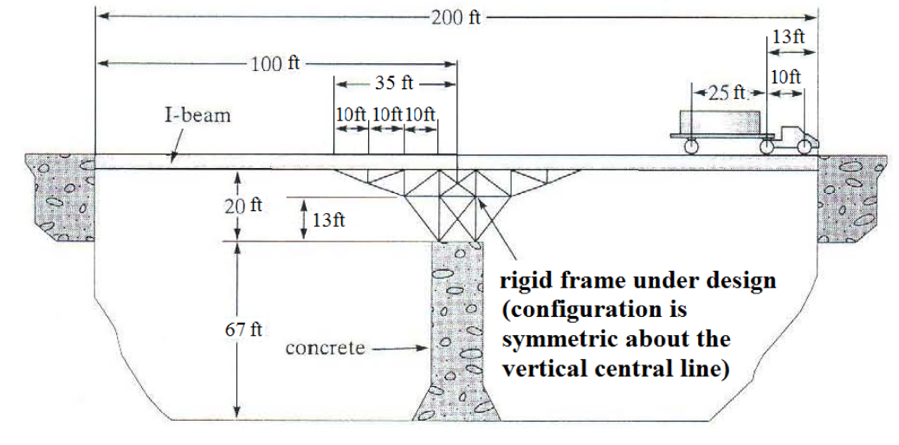 200 ft
13ft
100 ft
35 ft
25 ft
10ft
10ft 10ft 10ft
I-beam
20 ft
13ft
rigid frame under design
(configuration is
symmetric about the
vertical central line)
67 ft
concrete